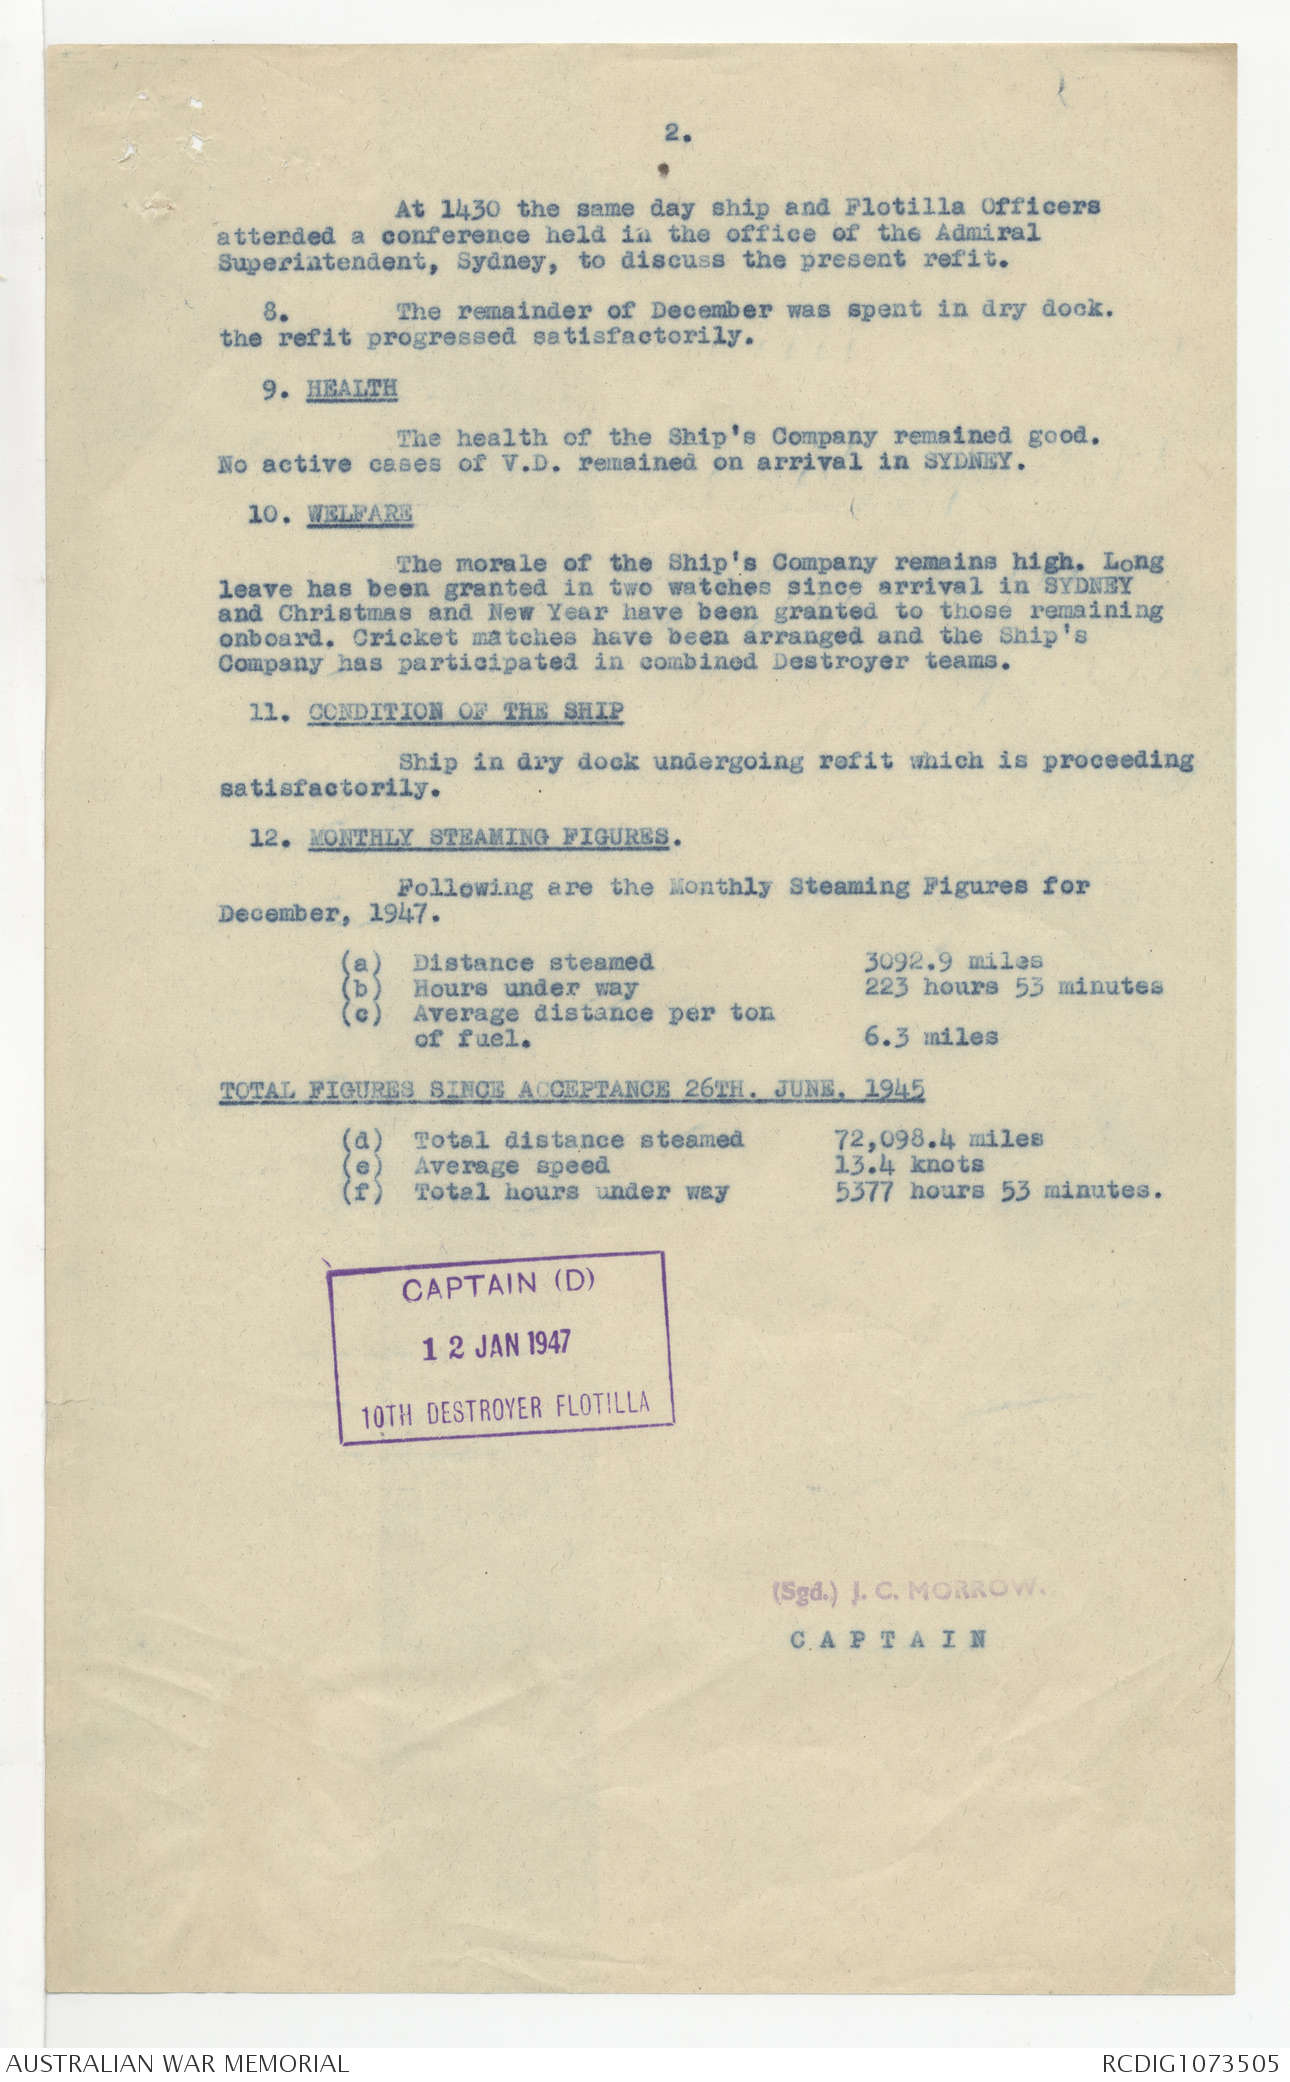 2.
At 1430 the same day ship and Flotilla Officers
attended a conference held in the office of the Admiral
Superintendent, Sydney, to discuss the present refit.
8. The remainder of December was spent in dry dock.
the refit progressed satisfactorily.
9. HEALTH
The health of the Ship's Company remained good.
No active cases of V.D. remained on arrival in SYDNEY.
10. WELFARE
The morale of the Ship's Company remains high. Long
leave has been granted in two watches since arrival in SYDNEY
and Christmas and New Year have been granted to those remaining
onboard. Cricket matches have been arranged and the Ship's
Company has participated in combined Destroyer teams.
11. CONDITION OF THE SHIP
Ship in dry dock undergoing refit which is proceeding
satisfactorily.
12. MONTHLY STEAMING FIGURES.
Following are the Monthly Steaming Figures for
December, 1947.
(a) Distance steamed 3092.9 miles
(b) Hours under way 223 hours 53 minutes
(c) Average distance per ton
of fuel. 6.3 miles
TOTAL FIGURES SINCE ACCEPTANCE 26TH. JUNE, 1945
(d) Total distance steamed 72,098.4 miles
(e) Average speed 13.4 knots
(f) Total hours under way 5377 hours 53 minutes.
CAPTAIN (D)
12 JAN 1947
10TH DESTROYER FLOTILLA
(Sgd.) J. C. MORROW.
CAPTAIN
AUSTRALIAN WAR MEMORIAL RCDIG1073505